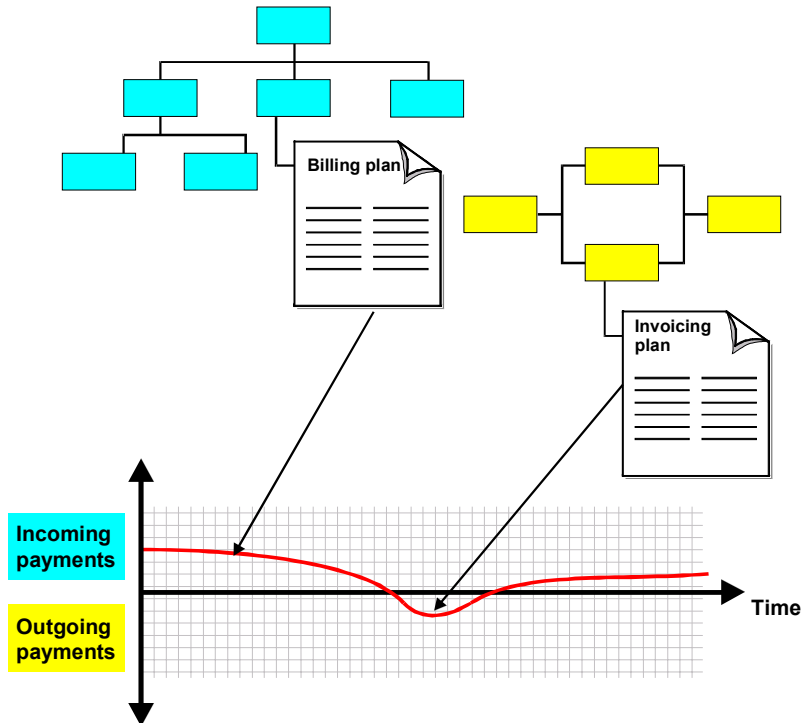 Billing plan
Invoicing
plan
Incoming
payments
Time
Outgoing
payments